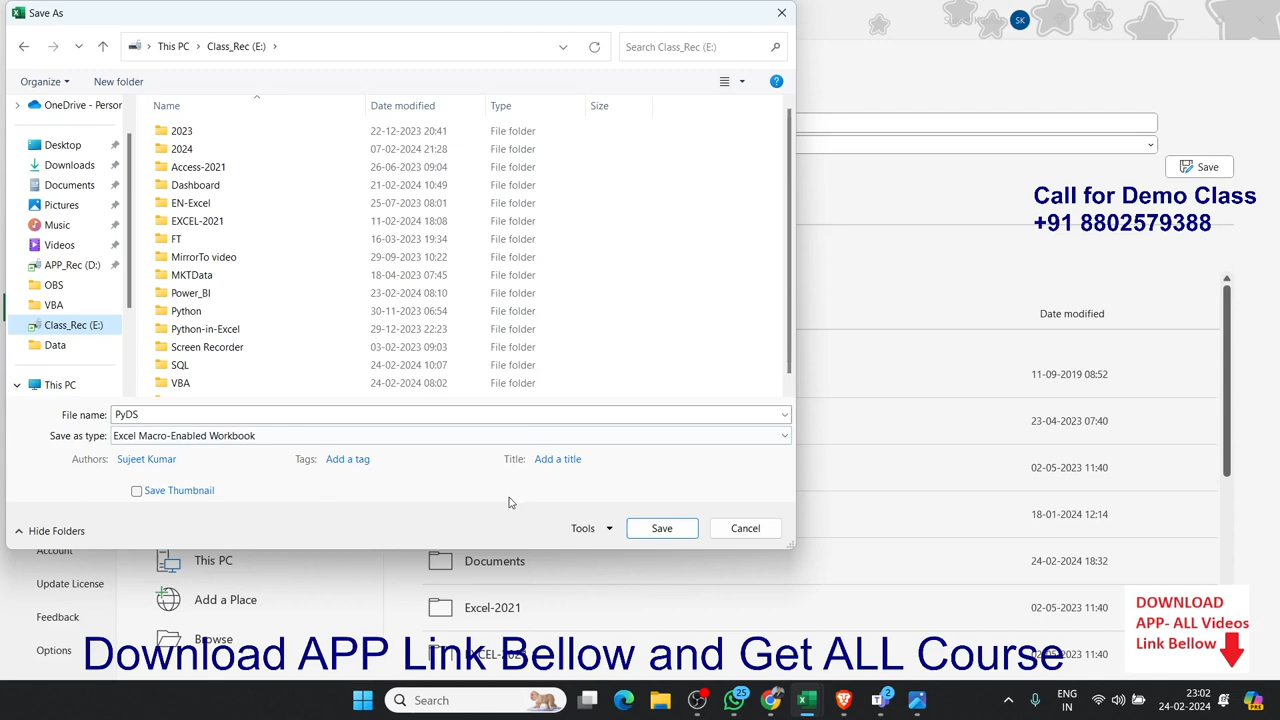 Save As
This PC > Class_Rec (E:) >
Search Class_Rec (E:)
SK
Organize
New folder
Name
Date modified
Type
Size
OneDrive - Persor
Desktop
Downloads
Documents
Pictures
Music
Videos
APP_Rec (D:)
OBS
VBA
Class_Rec (E:)
Data
This PC
2023 22-12-2023 20:41 File folder
2024 07-02-2024 21:28 File folder
Access-2021 26-06-2023 09:04 File folder
Dashboard 21-02-2024 10:49 File folder
EN-Excel 25-07-2023 08:01 File folder
EXCEL-2021 11-02-2024 18:08 File folder
FT 16-03-2023 19:34 File folder
MirrorTo video 29-09-2023 10:22 File folder
MKTData 18-04-2023 07:45 File folder
Power_BI 23-02-2024 08:10 File folder
Python 30-11-2023 06:54 File folder
Python-in-Excel 29-12-2023 22:23 File folder
Screen Recorder 03-02-2023 09:03 File folder
SQL 24-02-2024 10:07 File folder
VBA 24-02-2024 08:02 File folder
File name: PyDS
Save as type: Excel Macro-Enabled Workbook
Authors: Sujeet Kumar
Tags: Add a tag
Title: Add a title
Save Thumbnail
Hide Folders
Tools
Save
Cancel
Save
Call for Demo Class
+91 8802579388
Date modified
11-09-2019 08:52
23-04-2023 07:40
02-05-2023 11:40
18-01-2024 12:14
Account
This PC
Documents
24-02-2024 18:32
Update License
Add a Place
Excel-2021
02-05-2023 11:40
Feedback
Browse
Options
DOWNLOAD
APP- ALL Videos
Link Bellow
Download APP Link Bellow and Get ALL Course
Search
25
2
ENG
IN
23:02
24-02-2024